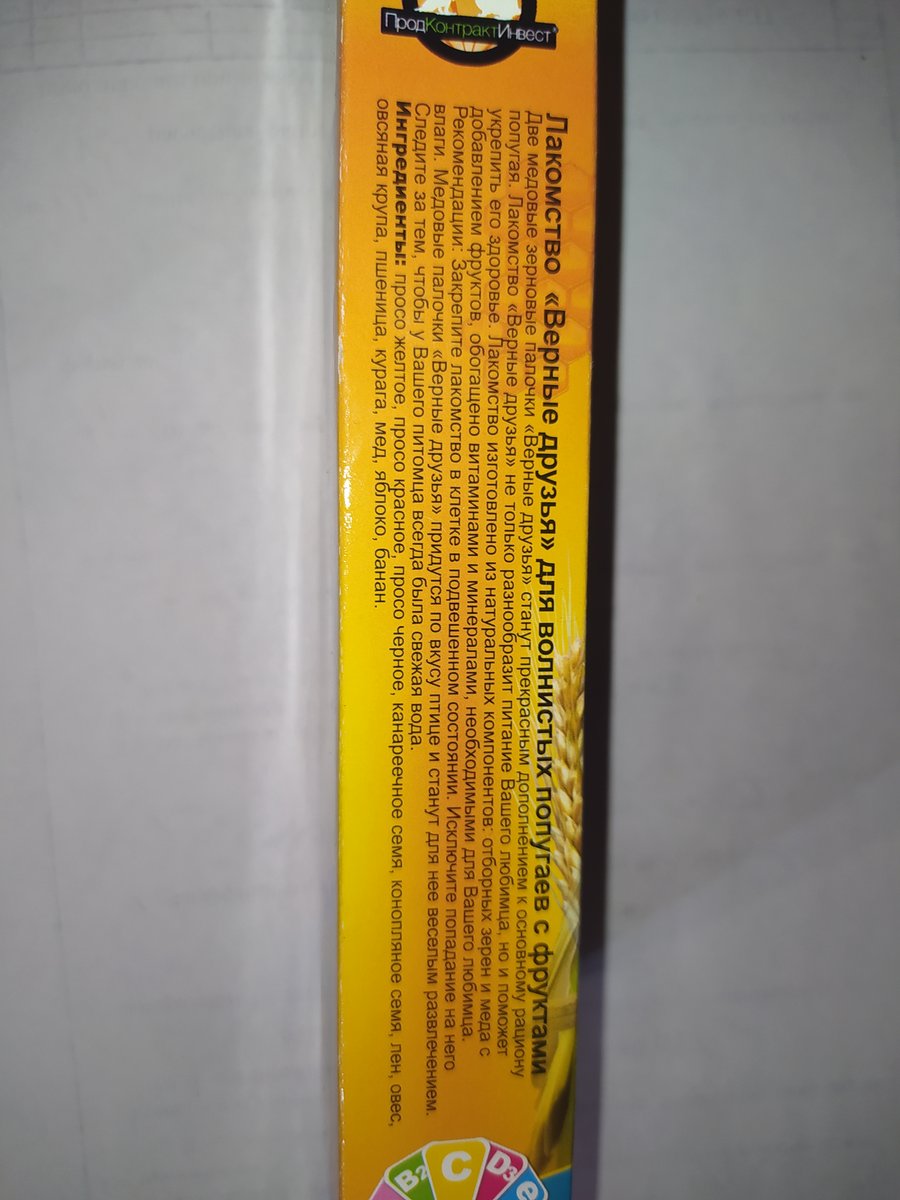 ПродКонтрактИнвест
Лакомство «Верные друзья» для волнистых попугаев с фруктами
Две медовые зерновые палочки «Верные друзья» станут прекрасным дополнением к основному рациону
попугая. Лакомство «Верные друзья» не только разнообразит питание Вашего любимца, но и поможет
укрепить его здоровье. Лакомство изготовлено из натуральных компонентов: отборных зерен и меда с
добавлением фруктов, обогащено витаминами и минералами, необходимыми для Вашего любимца.
Рекомендации: Закрепите лакомство в клетке в подвешенном состоянии. Исключите попадание на него
влаги. Медовые палочки «Верные друзья» придутся по вкусу птице и станут для нее веселым развлечением.
Следите за тем, чтобы у Вашего питомца всегда была свежая вода.
Ингредиенты: просо желтое, просо красное, просо черное, канареечное семя, конопляное семя, лен, овес,
овсяная крупа, пшеница, курага, мед, яблоко, банан.
B2 C D3 e